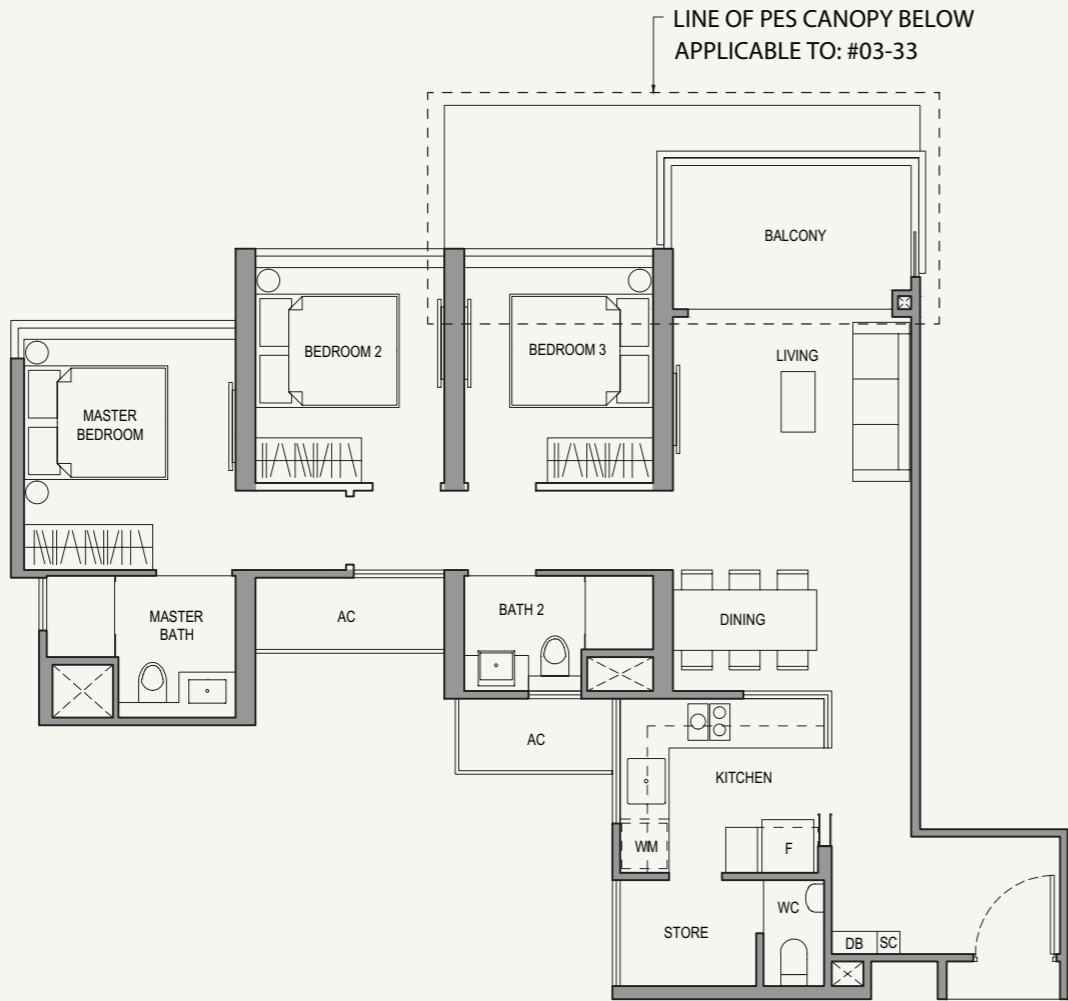 LINE OF PES CANOPY BELOW
APPLICABLE TO: #03-33
BALCONY
BEDROOM 2
BEDROOM 3
LIVING
MASTER
BEDROOM
MASTER
BATH
AC
BATH 2
DINING
AC
KITCHEN
WM
F
WC
STORE
DB
SC